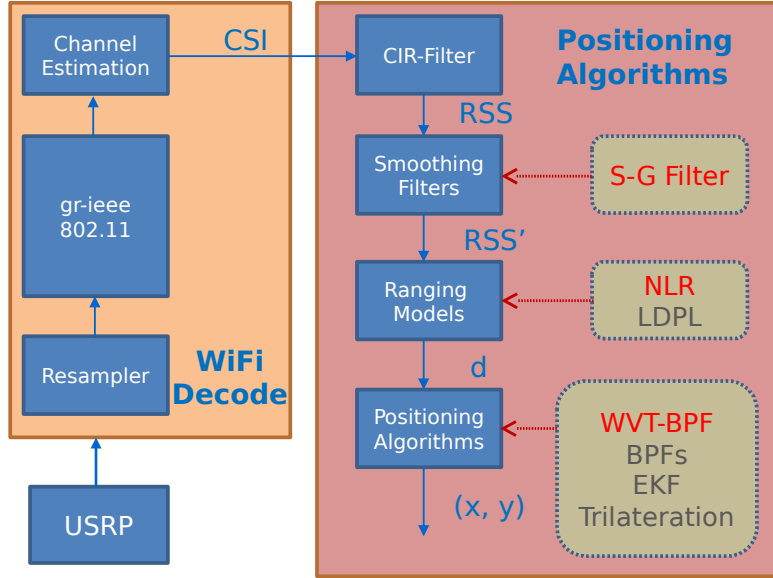 Channel
Estimation
CSI
gr-ieee
802.11
Resampler
WiFi
Decode
USRP
Positioning
Algorithms
CIR-Filter
RSS
Smoothing
Filters
S-G Filter
RSS’
Ranging
Models
NLR
LDPL
d
Positioning
Algorithms
WVT-BPF
BPFs
EKF
Trilateration
(x, y)